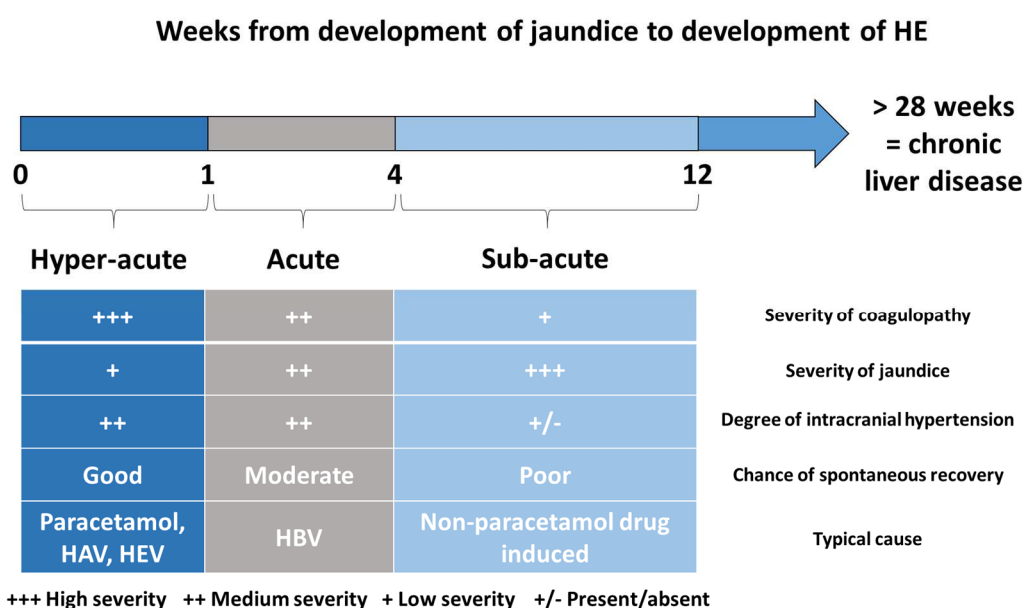 Weeks from development of jaundice to development of HE
> 28 weeks
= chronic
liver disease
0 1 4 12
Hyper-acute Acute Sub-acute
+++ ++ + Severity of coagulopathy
+ ++ +++ Severity of jaundice
++ ++ +/- Degree of intracranial hypertension
Good Moderate Poor Chance of spontaneous recovery
Paracetamol,
HAV, HEV
HBV
Non-paracetamol drug
induced
Typical cause
+++ High severity ++ Medium severity + Low severity +/- Present/absent